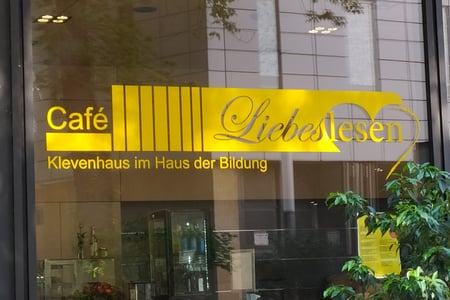 Café Liebeslesen
Klevenhaus im Haus der Bildung